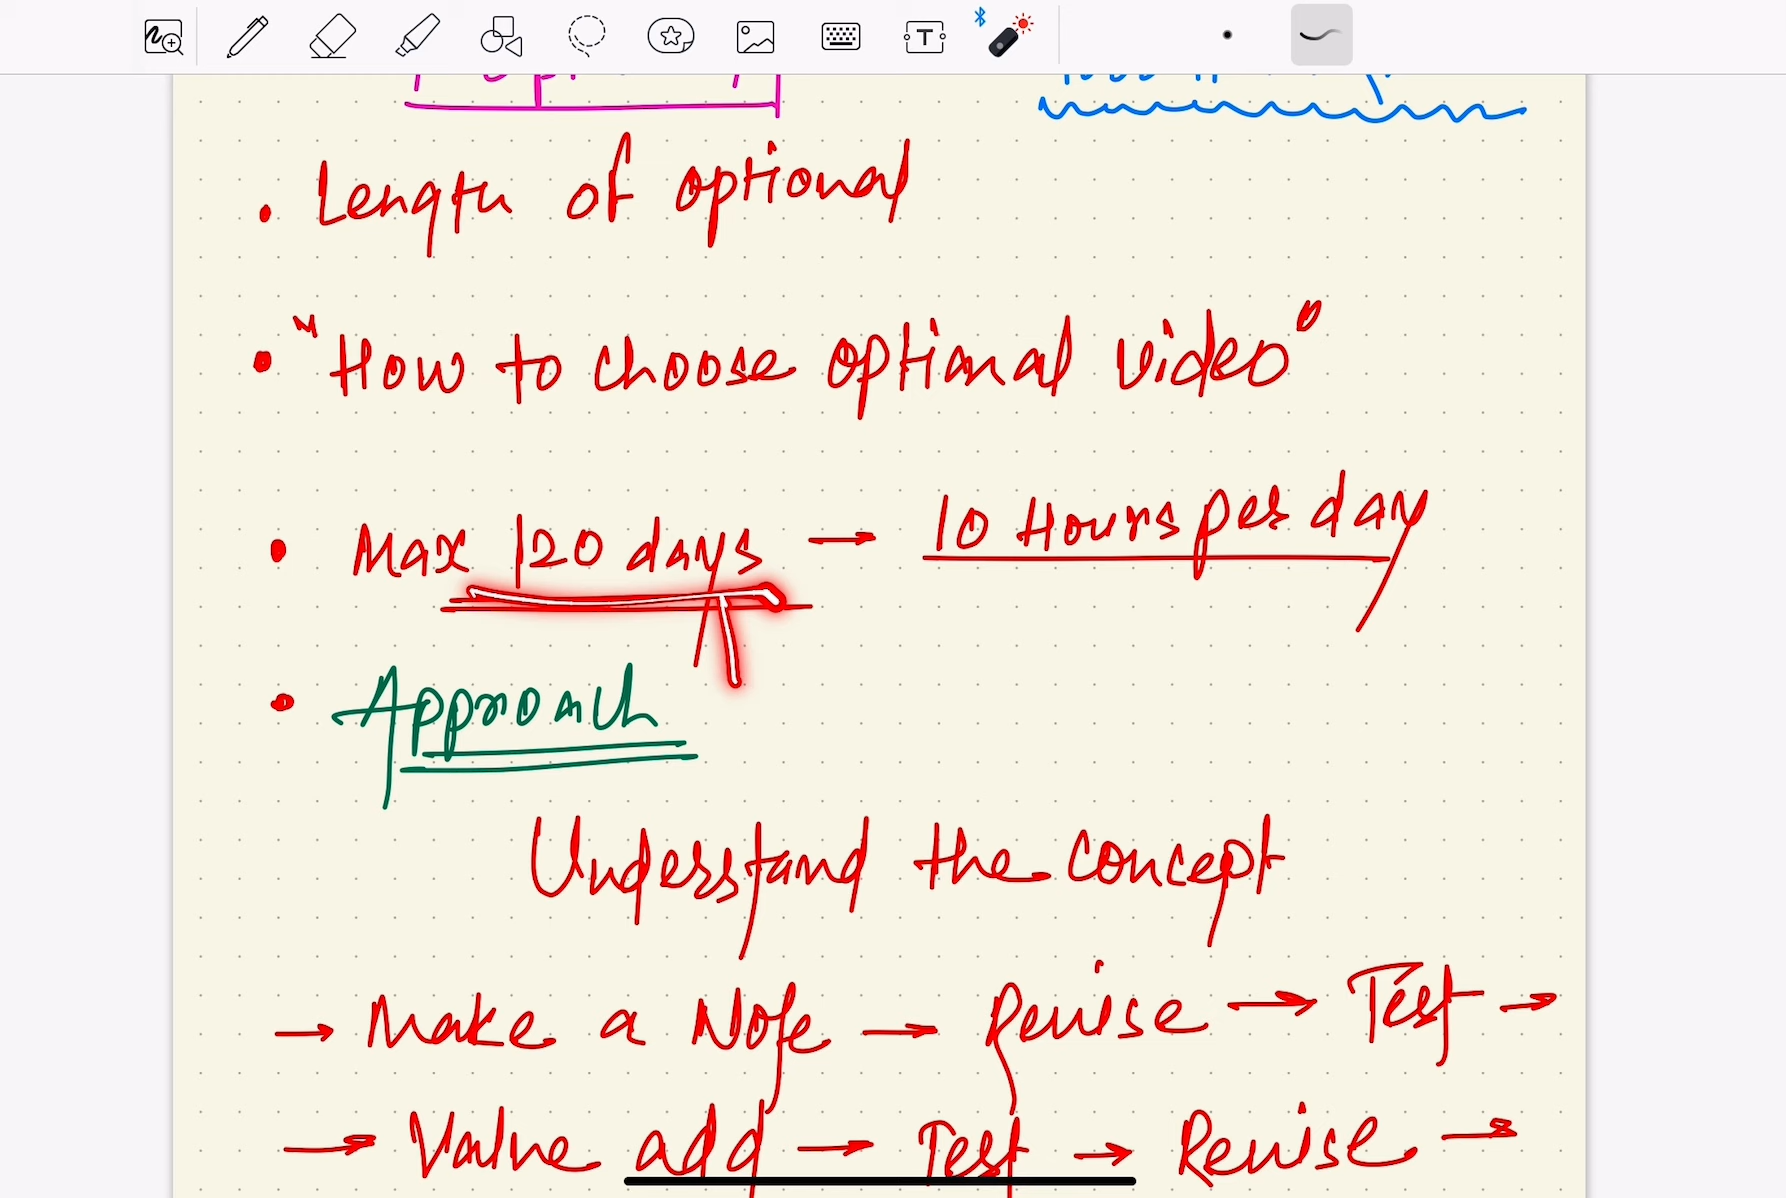 . Length of optional
• "How to choose optional video"
• Max 120 days → 10 Hours per day
• Approach
Understand the concept
→ Make a Note → Revise → Test →
→ Value add → Test → Revise →